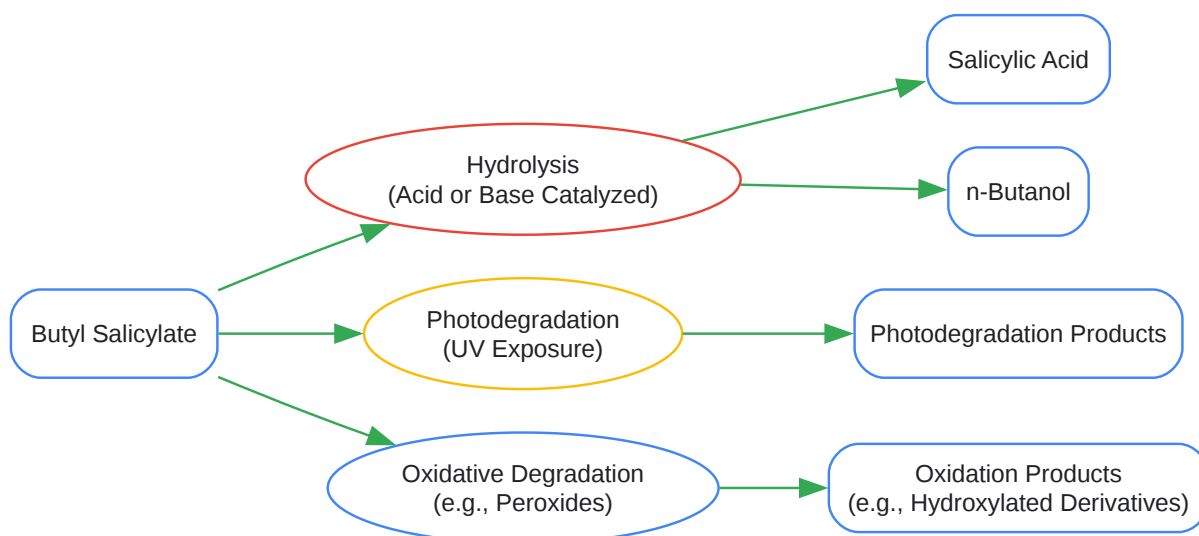 Salicylic Acid
Hydrolysis
(Acid or Base Catalyzed)
n-Butanol
Butyl Salicylate
Photodegradation
(UV Exposure)
Photodegradation Products
Oxidative Degradation
(e.g., Peroxides)
Oxidation Products
(e.g., Hydroxylated Derivatives)